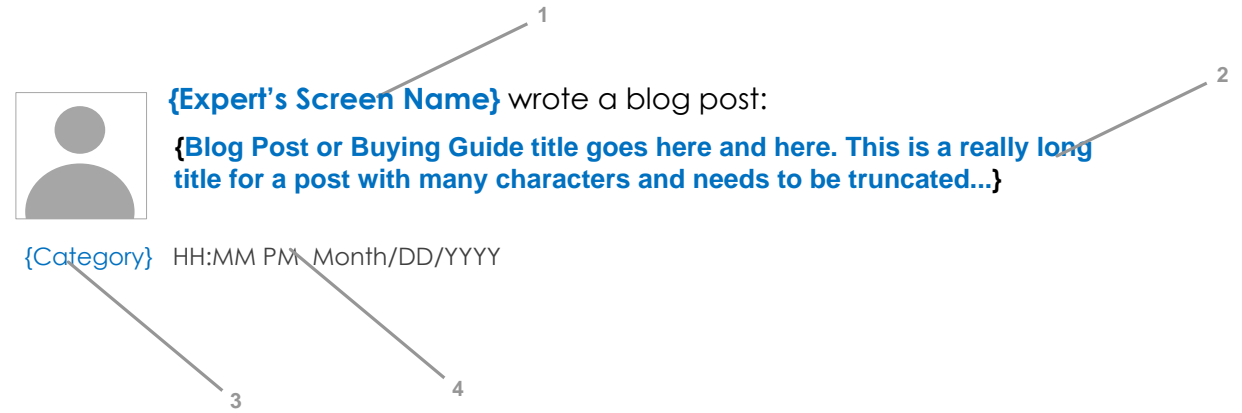 1
2
{Expert’s Screen Name} wrote a blog post:
{Blog Post or Buying Guide title goes here and here. This is a really long
title for a post with many characters and needs to be truncated...}
{Category} HH:MM PM Month/DD/YYYY
4
3